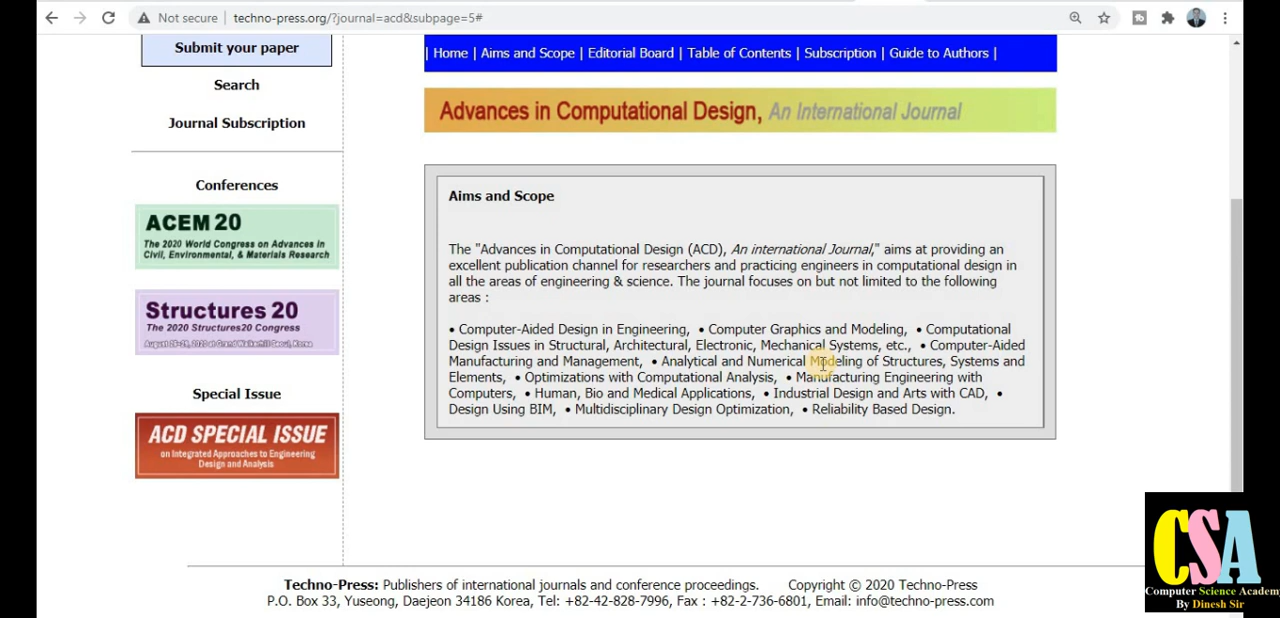 Not secure
techno-press.org/?journal=acd&subpage=5#
Submit your paper
Search
Journal Subscription
Conferences
ACEM 20
The 2020 World Congress on Advances in
Civil, Environmental, & Materials Research
Structures 20
The 2020 Structures20 Congress
Special Issue
ACD SPECIAL ISSUE
on Integrated Approaches to Engineering
Design and Analysis
| Home | Aims and Scope | Editorial Board | Table of Contents | Subscription | Guide to Authors |
Advances in Computational Design, An International Journal
Aims and Scope
The "Advances in Computational Design (ACD), An international Journal," aims at providing an
excellent publication channel for researchers and practicing engineers in computational design in
all the areas of engineering & science. The journal focuses on but not limited to the following
areas :
• Computer-Aided Design in Engineering, • Computer Graphics and Modeling, • Computational
Design Issues in Structural, Architectural, Electronic, Mechanical Systems, etc., • Computer-Aided
Manufacturing and Management, • Analytical and Numerical Modeling of Structures, Systems and
Elements, • Optimizations with Computational Analysis, • Manufacturing Engineering with
Computers, • Human, Bio and Medical Applications, • Industrial Design and Arts with CAD, •
Design Using BIM, • Multidisciplinary Design Optimization, • Reliability Based Design.
Techno-Press: Publishers of international journals and conference proceedings. Copyright © 2020 Techno-Press
P.O. Box 33, Yuseong, Daejeon 34186 Korea, Tel: +82-42-828-7996, Fax : +82-2-736-6801, Email: info@techno-press.com
CSA
Computer Science Academy
By Dinesh Sir